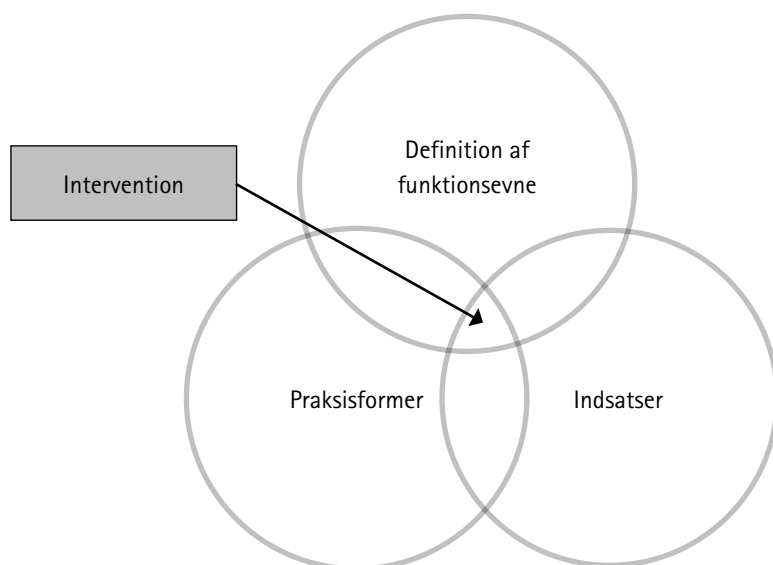 Definition af
funktionsevne
Intervention
Praksisformer
Indsatser